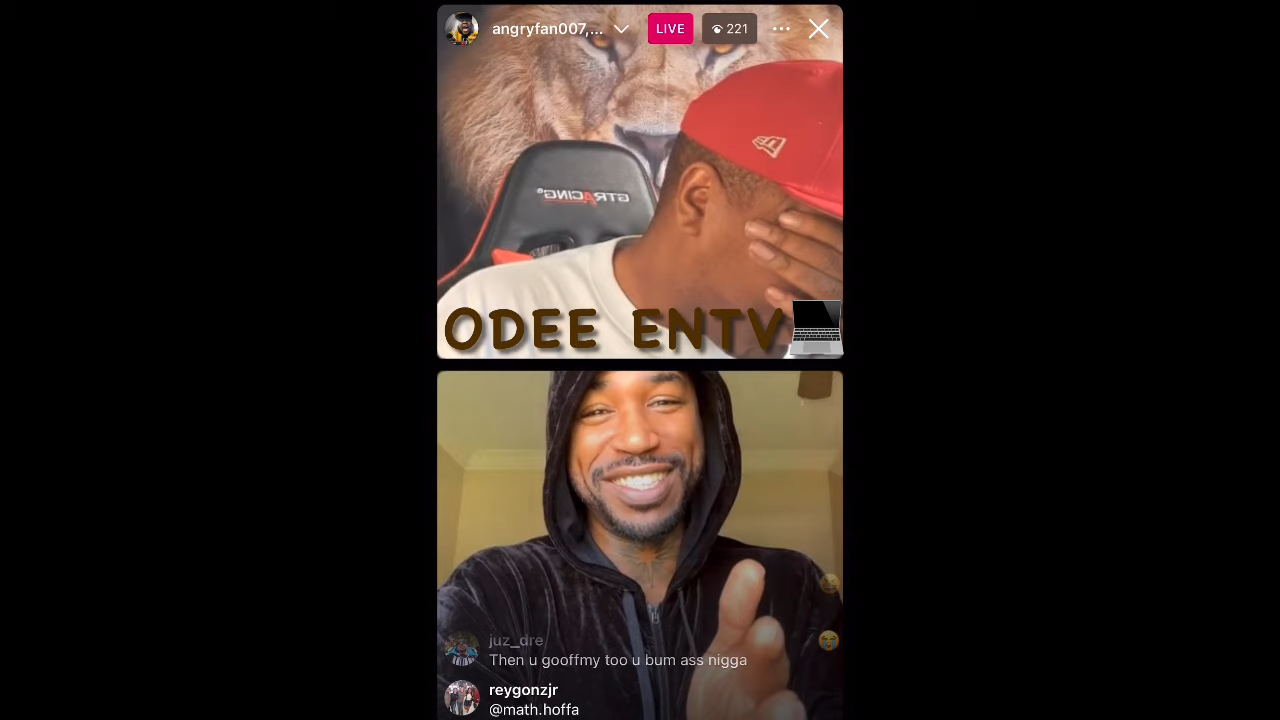 angryfan007,...
LIVE
221
GTRACING
ODEE ENTV
juz_dre
Then u gooffmy too u bum ass nigga
reygonzjr
@math.hoffa